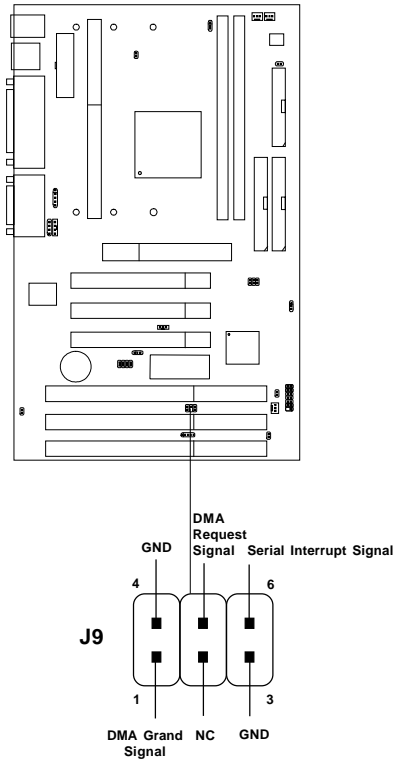 DMA
Request
GND Signal Serial Interrupt Signal
4 6
J9
1 3
DMA Grand NC GND
Signal